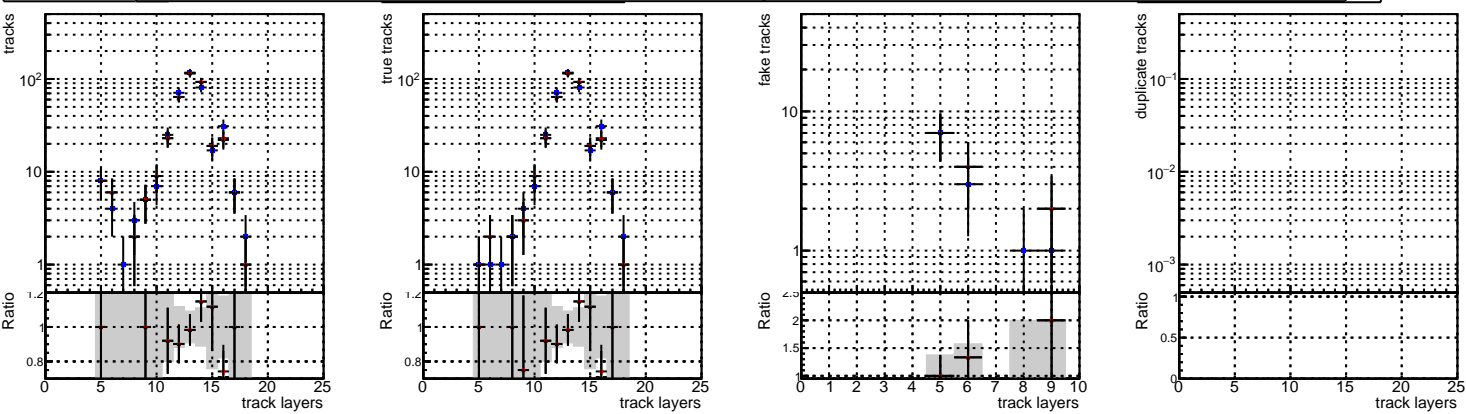 tracks
10²
10
1
Ratio
1.2
1
0.8
0 5 10 15 20 25
track layers
true tracks
10²
10
1
Ratio
1.2
1
0.8
0 5 10 15 20 25
track layers
fake tracks
10
1
Ratio
2.5
2
1.5
1
0 1 2 3 4 5 6 7 8 9 10
track layers
duplicate tracks
10⁻¹
10⁻²
10⁻³
Ratio
1
0.5
0
0 5 10 15 20 25
track layers